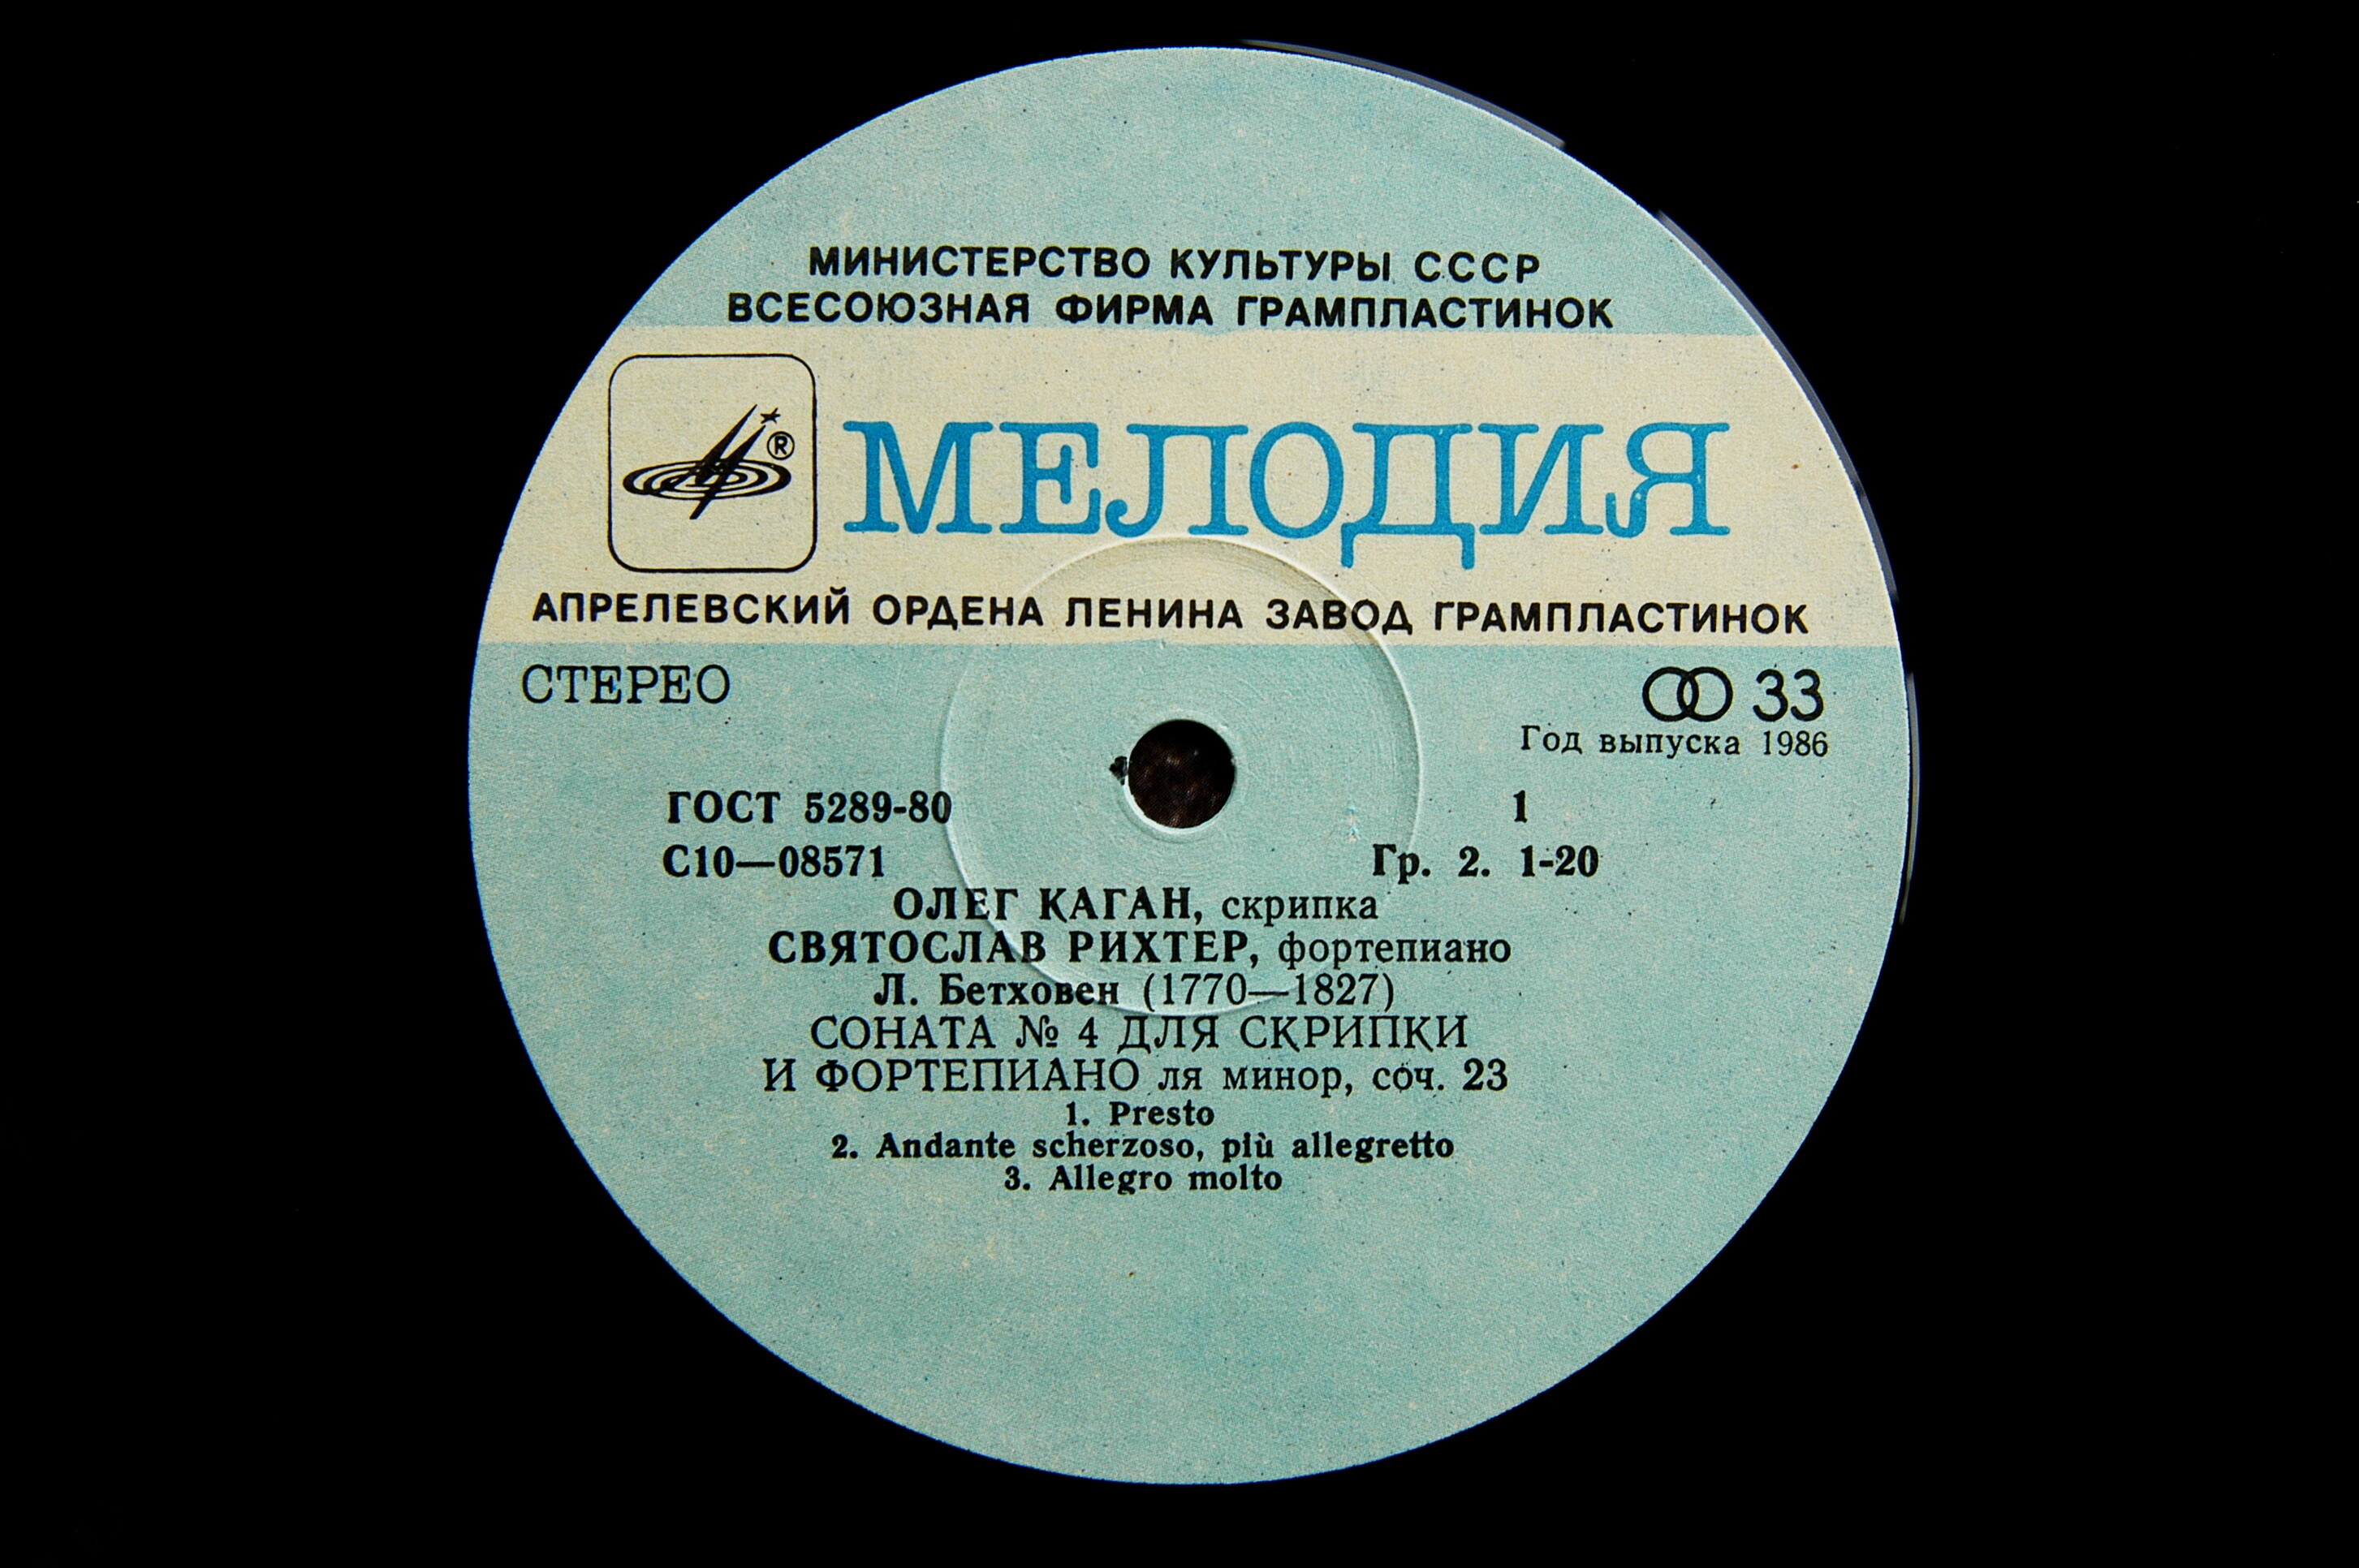 МИНИСТЕРСТВО КУЛЬТУРЫ СССР
ВСЕСОЮЗНАЯ ФИРМА ГРАМПЛАСТИНОК
®
МЕЛОДИЯ
АПРЕЛЕВСКИЙ ОРДЕНА ЛЕНИНА ЗАВОД ГРАМПЛАСТИНОК
СТЕРЕО
33
Год выпуска 1986
ГОСТ 5289-80 1
С10—08571 Гр. 2. 1-20
ОЛЕГ КАГАН, скрипка
СВЯТОСЛАВ РИХТЕР, фортепиано
Л. Бетховен (1770—1827)
СОНАТА № 4 ДЛЯ СКРИПКИ
И ФОРТЕПИАНО ля минор, соч. 23
1. Presto
2. Andante scherzoso, più allegretto
3. Allegro molto